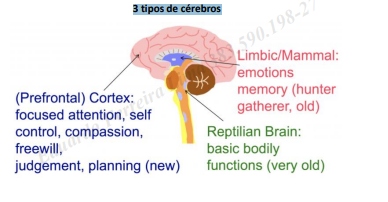 3 tipos de cérebros
Limbic/Mammal:
emotions
memory (hunter
gatherer, old)
(Prefrontal) Cortex:
focused attention, self
control, compassion,
freewill,
judgement, planning (new)
Reptilian Brain:
basic bodily
functions (very old)